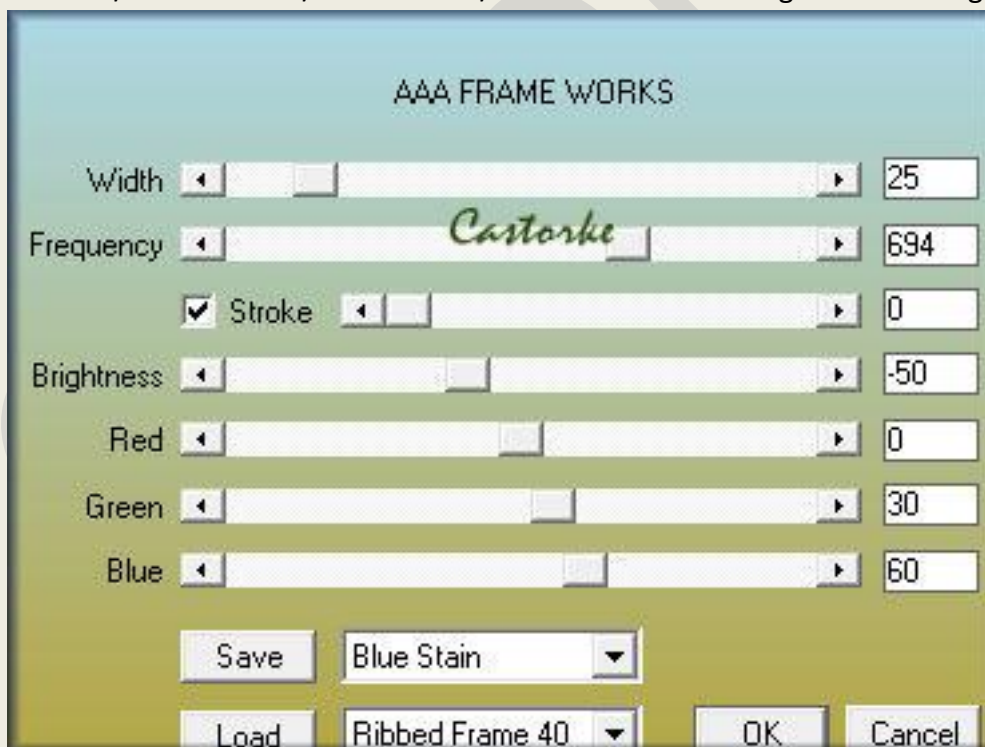 AAA FRAME WORKS
Width 25
Castorke
Frequency 694
Stroke 0
Brightness -50
Red 0
Green 30
Blue 60
Save Blue Stain
Load Ribbed Frame 40 OK Cancel